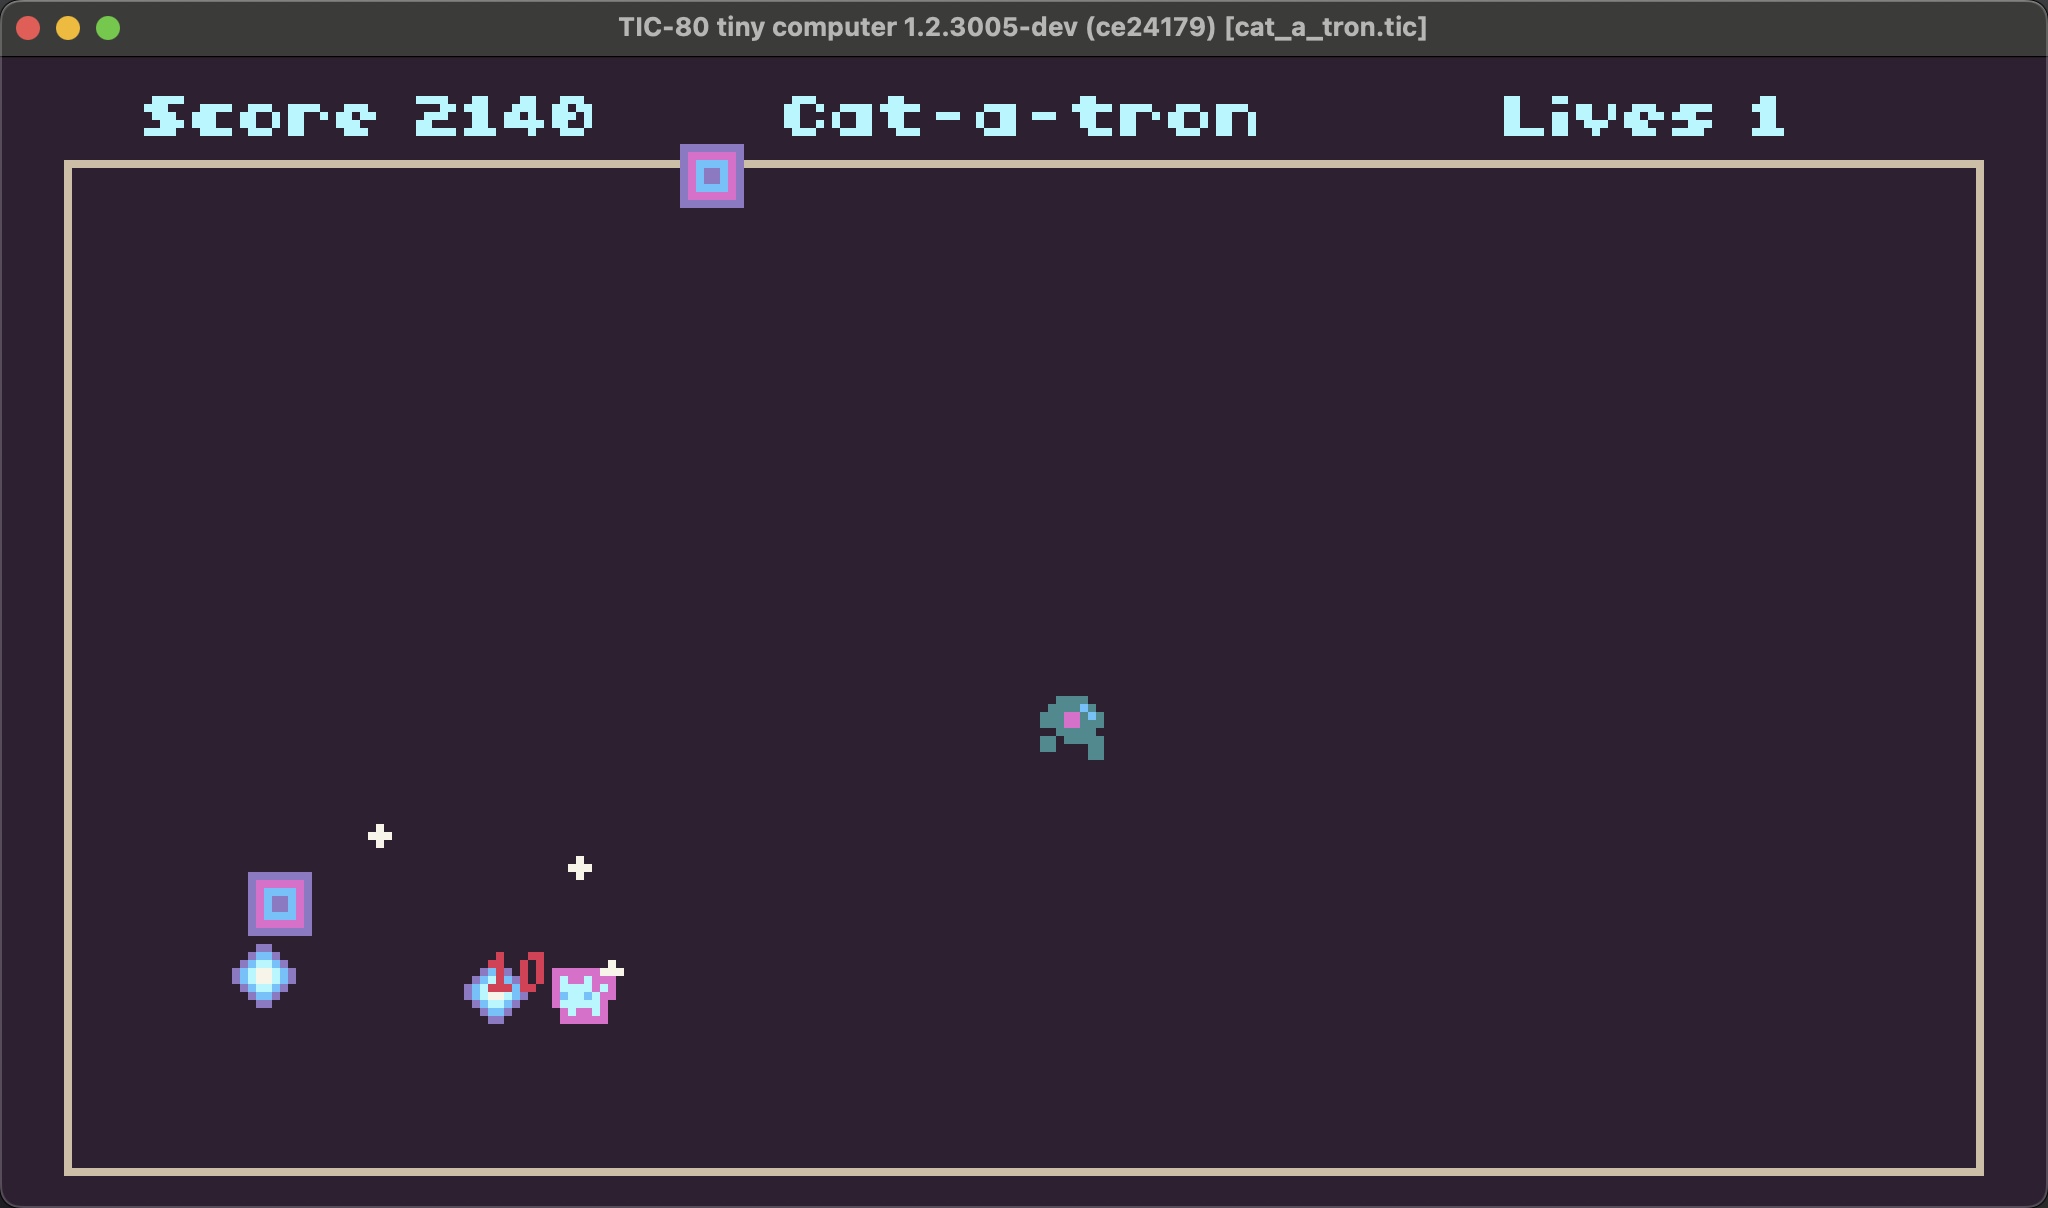 TIC-80 tiny computer 1.2.3005-dev (ce24179) [cat_a_tron.tic]
Score 2140 Cat-a-tron Lives 1
10